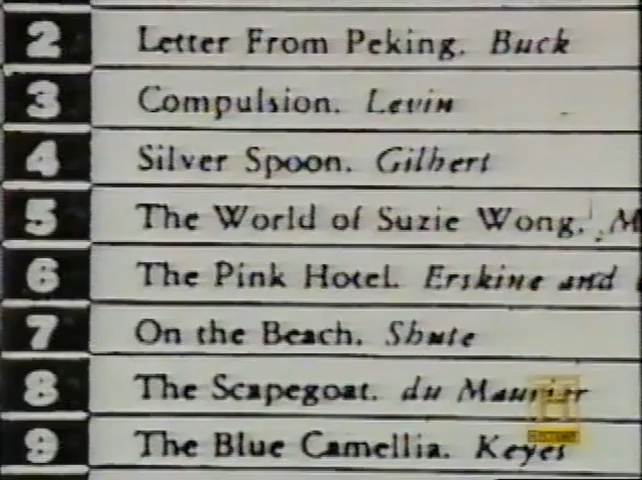 2 Letter From Peking. Buck
3 Compulsion. Levin
4 Silver Spoon. Gilbert
5 The World of Suzie Wong. M
6 The Pink Hotel. Erskine and
7 On the Beach. Shute
8 The Scapegoat. du Maurier
9 The Blue Camellia. Keyes
H
HISTORY